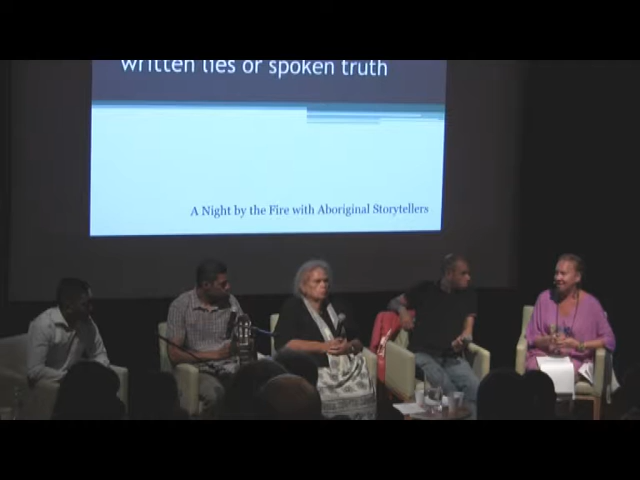 written lies or spoken truth
A Night by the Fire with Aboriginal Storytellers